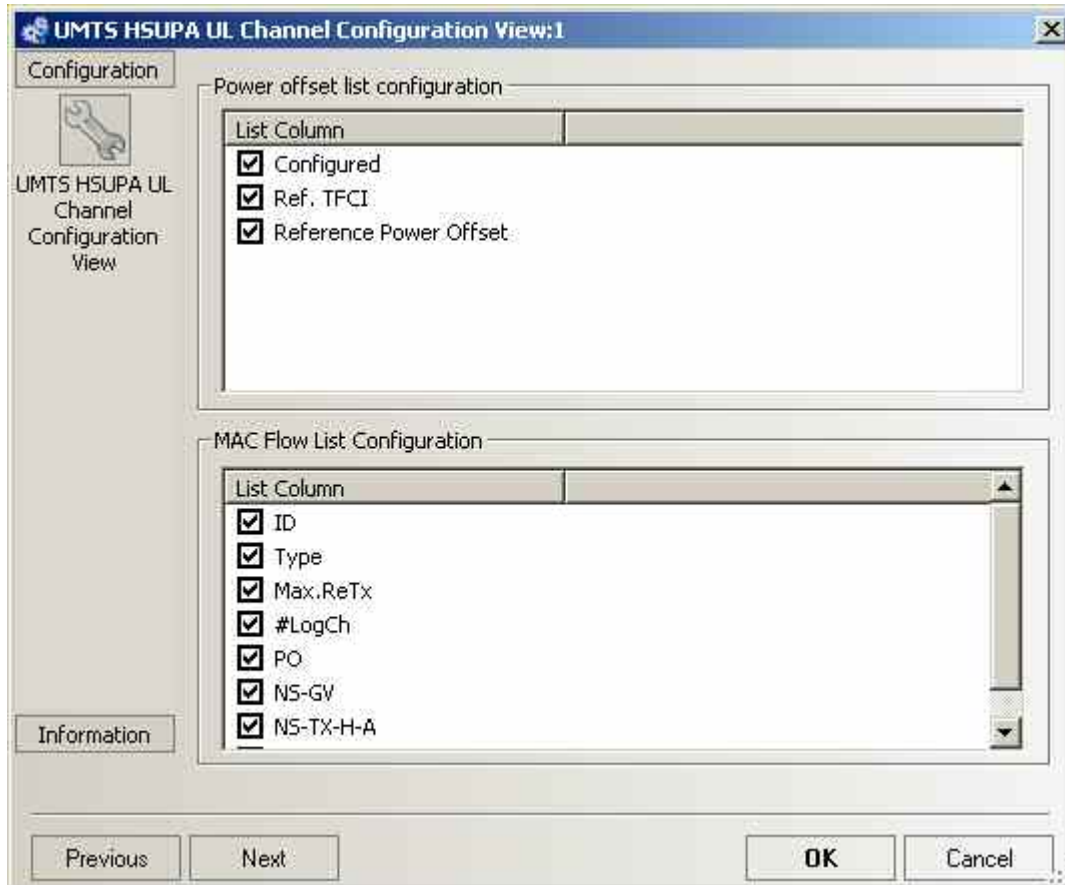 UMTS HSUPA UL Channel Configuration View:1
Configuration
UMTS HSUPA UL
Channel
Configuration
View
Information
Power offset list configuration
List Column
Configured
Ref. TFCI
Reference Power Offset
MAC Flow List Configuration
List Column
ID
Type
Max.ReTx
#LogCh
PO
NS-GV
NS-TX-H-A
Previous
Next
OK
Cancel